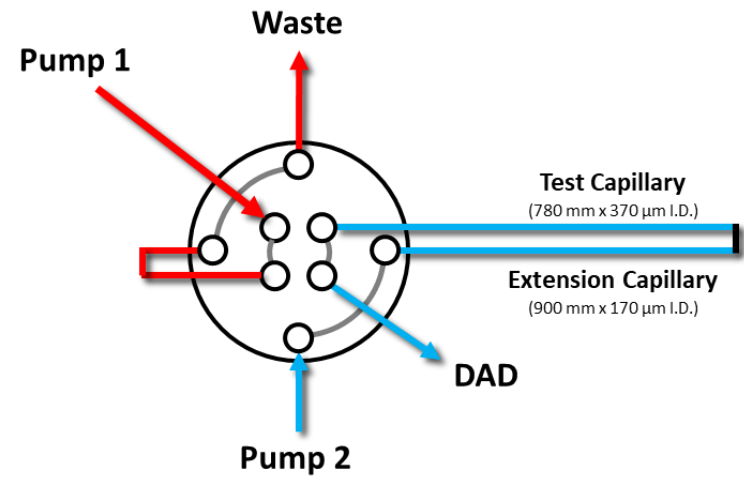 Waste
Pump 1
Test Capillary
(780 mm x 370 µm I.D.)
Extension Capillary
(900 mm x 170 µm I.D.)
DAD
Pump 2